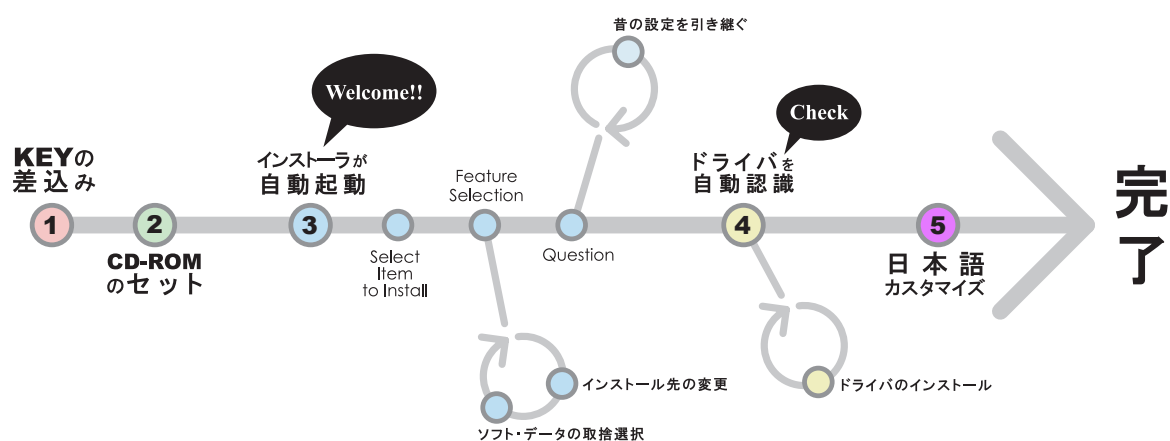 昔の設定を引き継ぐ
Welcome!!
Check
KEYの
差込み
インストーラが
自動起動
Feature
Selection
ドライバを
自動認識
完了
1
2
3
4
5
CD-ROM
のセット
Select
Item
to Install
Question
日本語
カスタマイズ
インストール先の変更
ドライバのインストール
ソフト・データの取捨選択